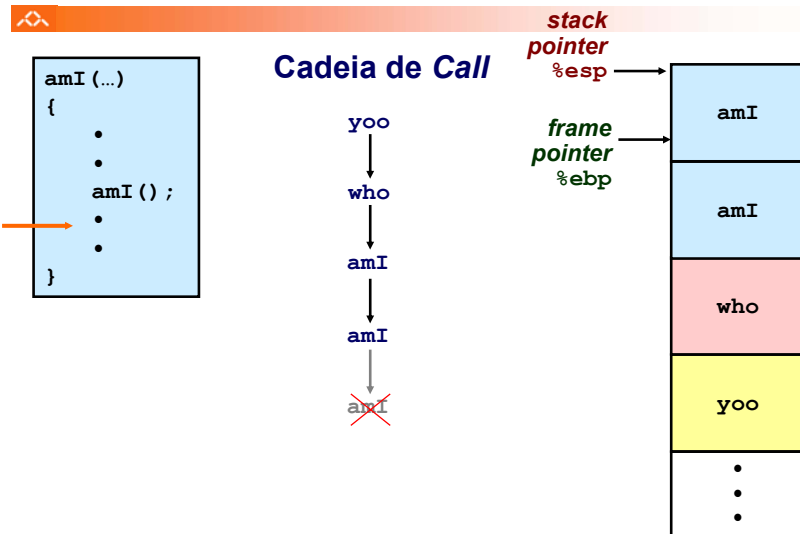 Cadeia de Call
amI(…)
{
•
•
amI();
•
•
}
yoo
who
amI
amI
amI
stack
pointer
%esp
frame
pointer
%ebp
amI
amI
who
yoo
•
•
•